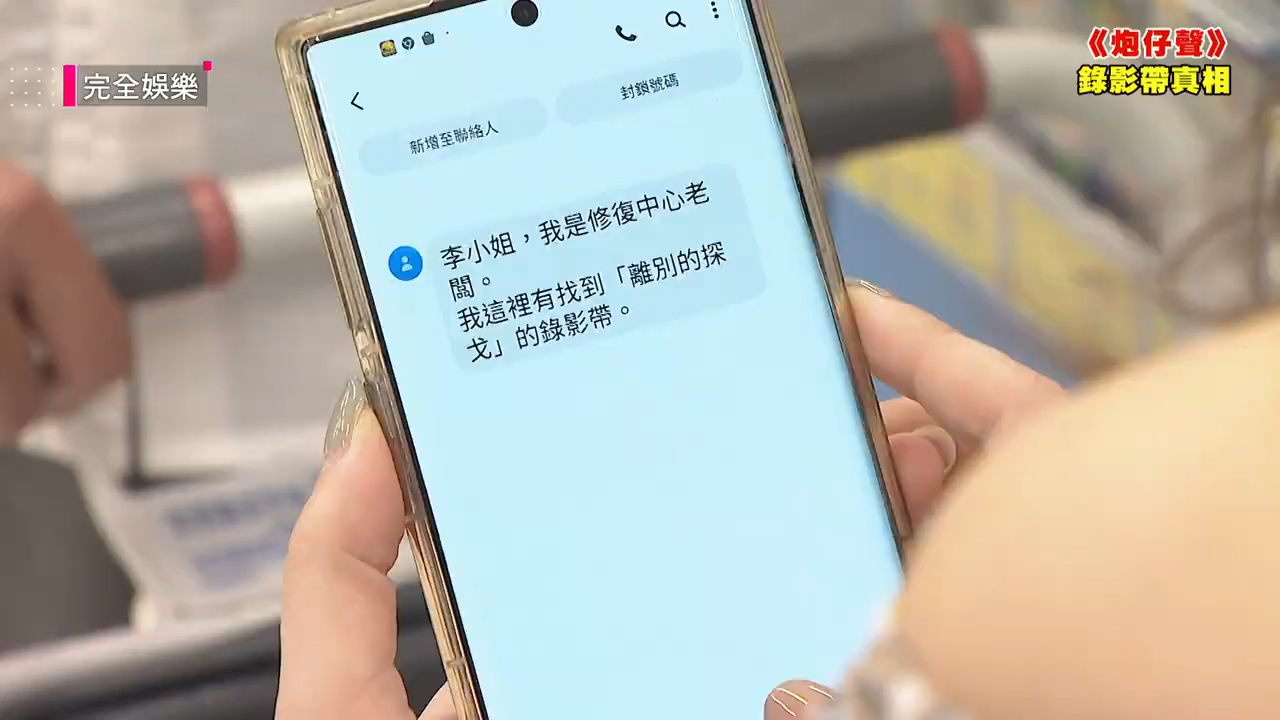 完全娛樂
《炮仔聲》
錄影帶真相
封鎖號碼
新增至聯絡人
李小姐，我是修復中心老
闆。
我這裡有找到「離別的探
戈」的錄影帶。